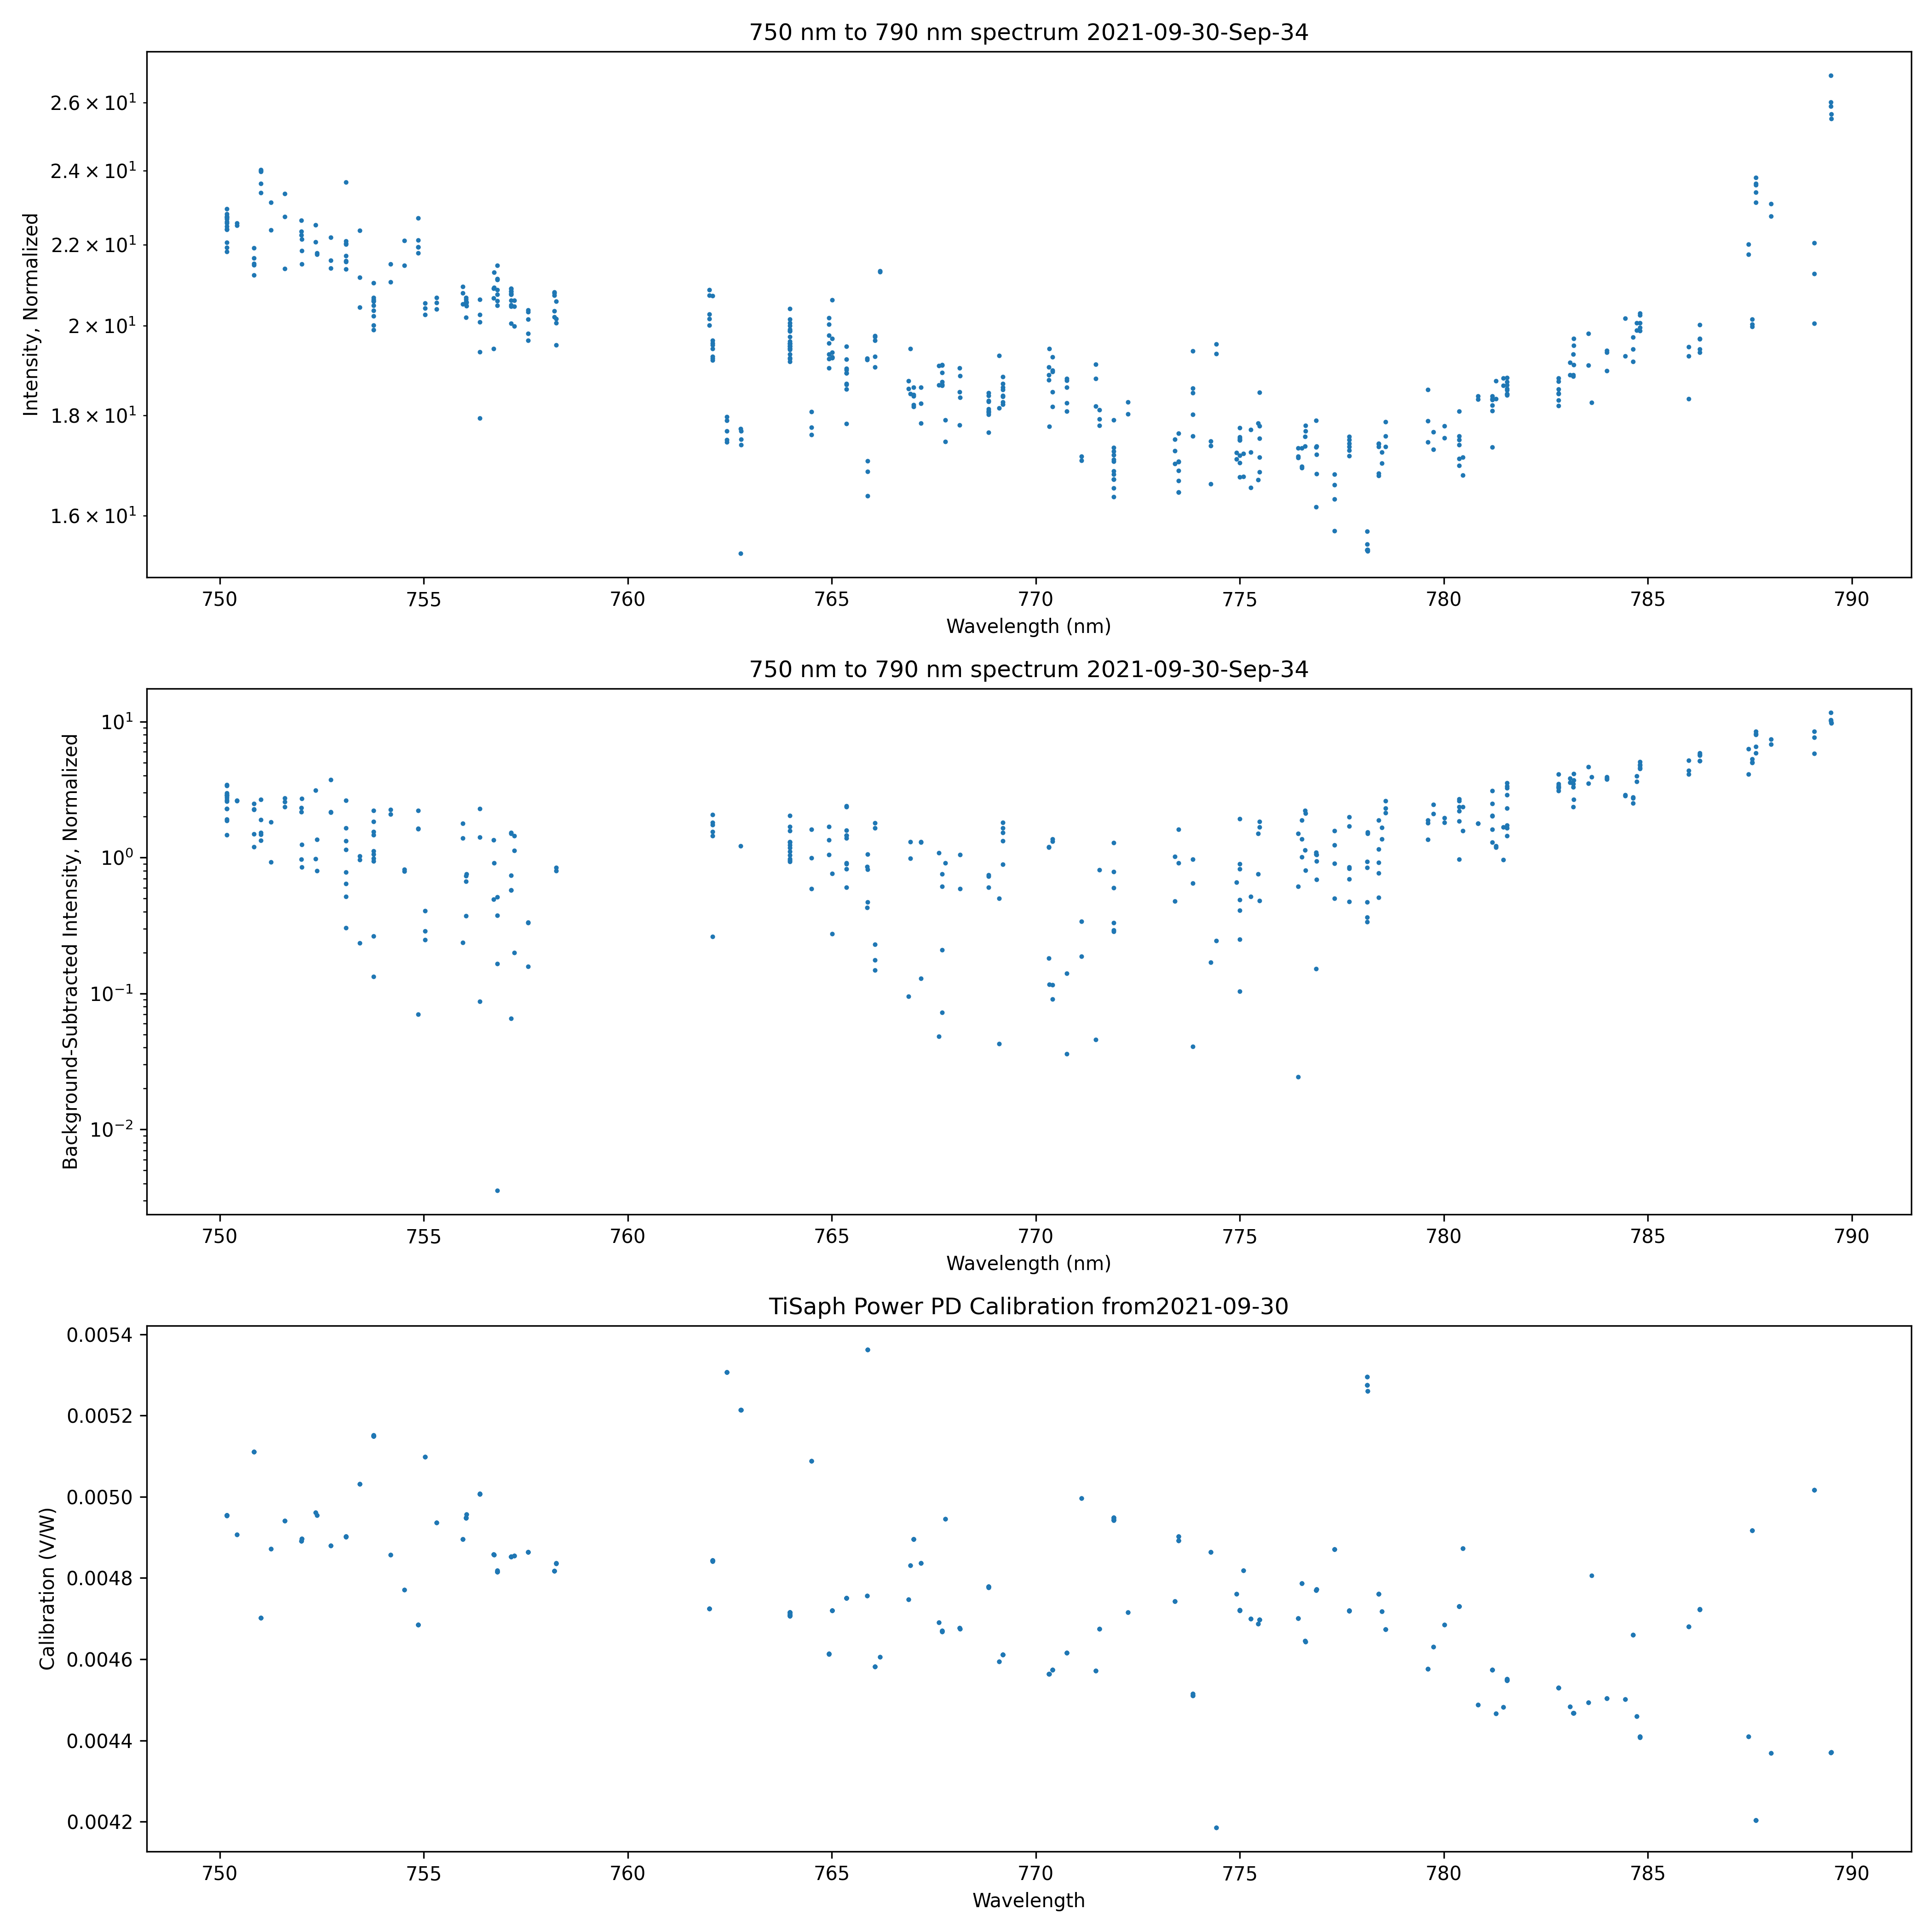 750 nm to 790 nm spectrum 2021-09-30-Sep-34
Intensity, Normalized
2.6 × 10¹
2.4 × 10¹
2.2 × 10¹
2 × 10¹
1.8 × 10¹
1.6 × 10¹
750 755 760 765 770 775 780 785 790
Wavelength (nm)
750 nm to 790 nm spectrum 2021-09-30-Sep-34
Background-Subtracted Intensity, Normalized
10¹
10⁰
10⁻¹
10⁻²
750 755 760 765 770 775 780 785 790
Wavelength (nm)
TiSaph Power PD Calibration from2021-09-30
Calibration (V/W)
0.0054
0.0052
0.0050
0.0048
0.0046
0.0044
0.0042
750 755 760 765 770 775 780 785 790
Wavelength